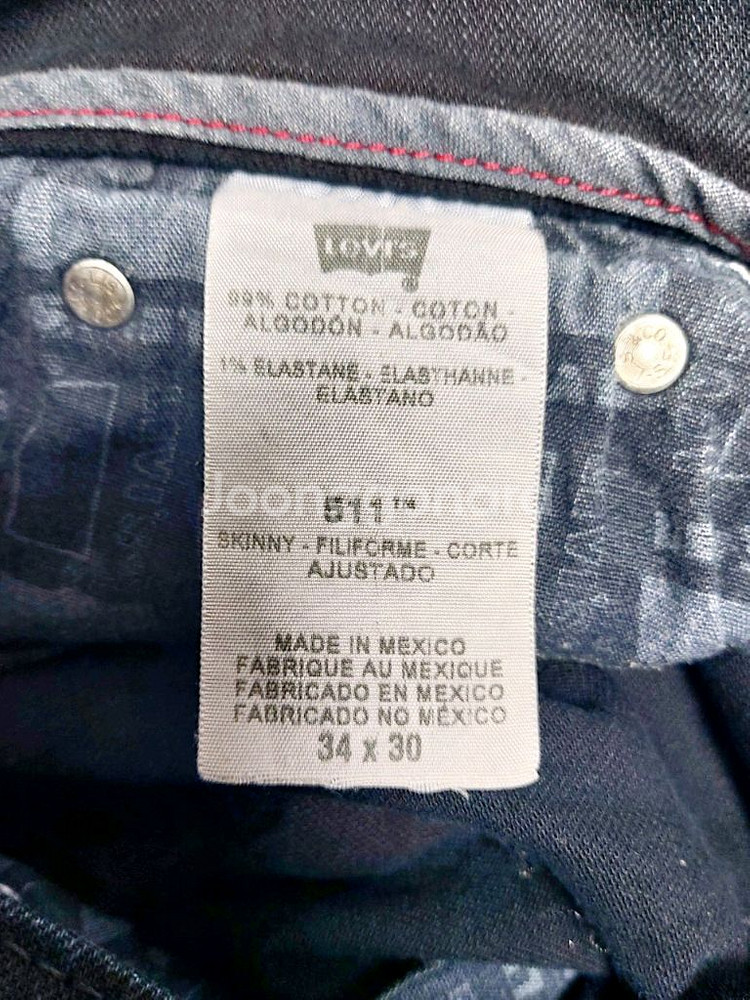 LEVI'S
®
99% COTTON - COTON -
ALGODÓN - ALGODÃO
1% ELASTANE - ELASTHANNE -
ELASTANO
511™
SKINNY - FILIFORME - CORTE
AJUSTADO
MADE IN MEXICO
FABRIQUE AU MEXIQUE
FABRICADO EN MEXICO
FABRICADO NO MÉXICO
34 x 30